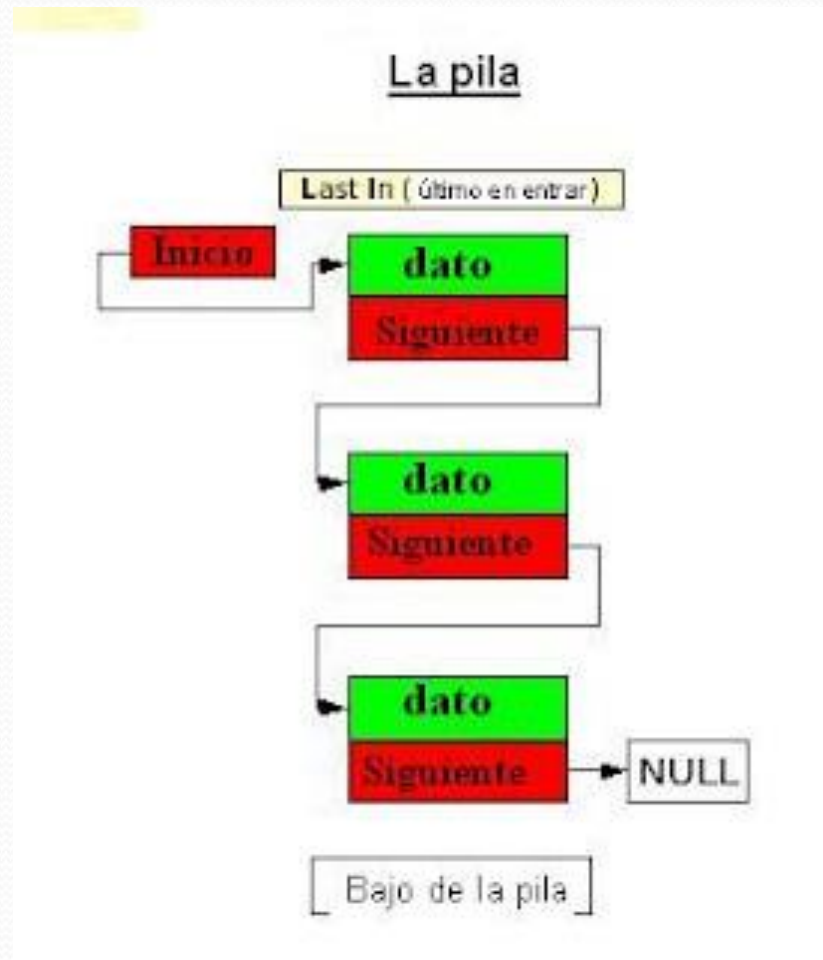 La pila
Last In ( último en entrar )
Inicio
dato
Siguiente
dato
Siguiente
dato
Siguiente
NULL
Bajo de la pila